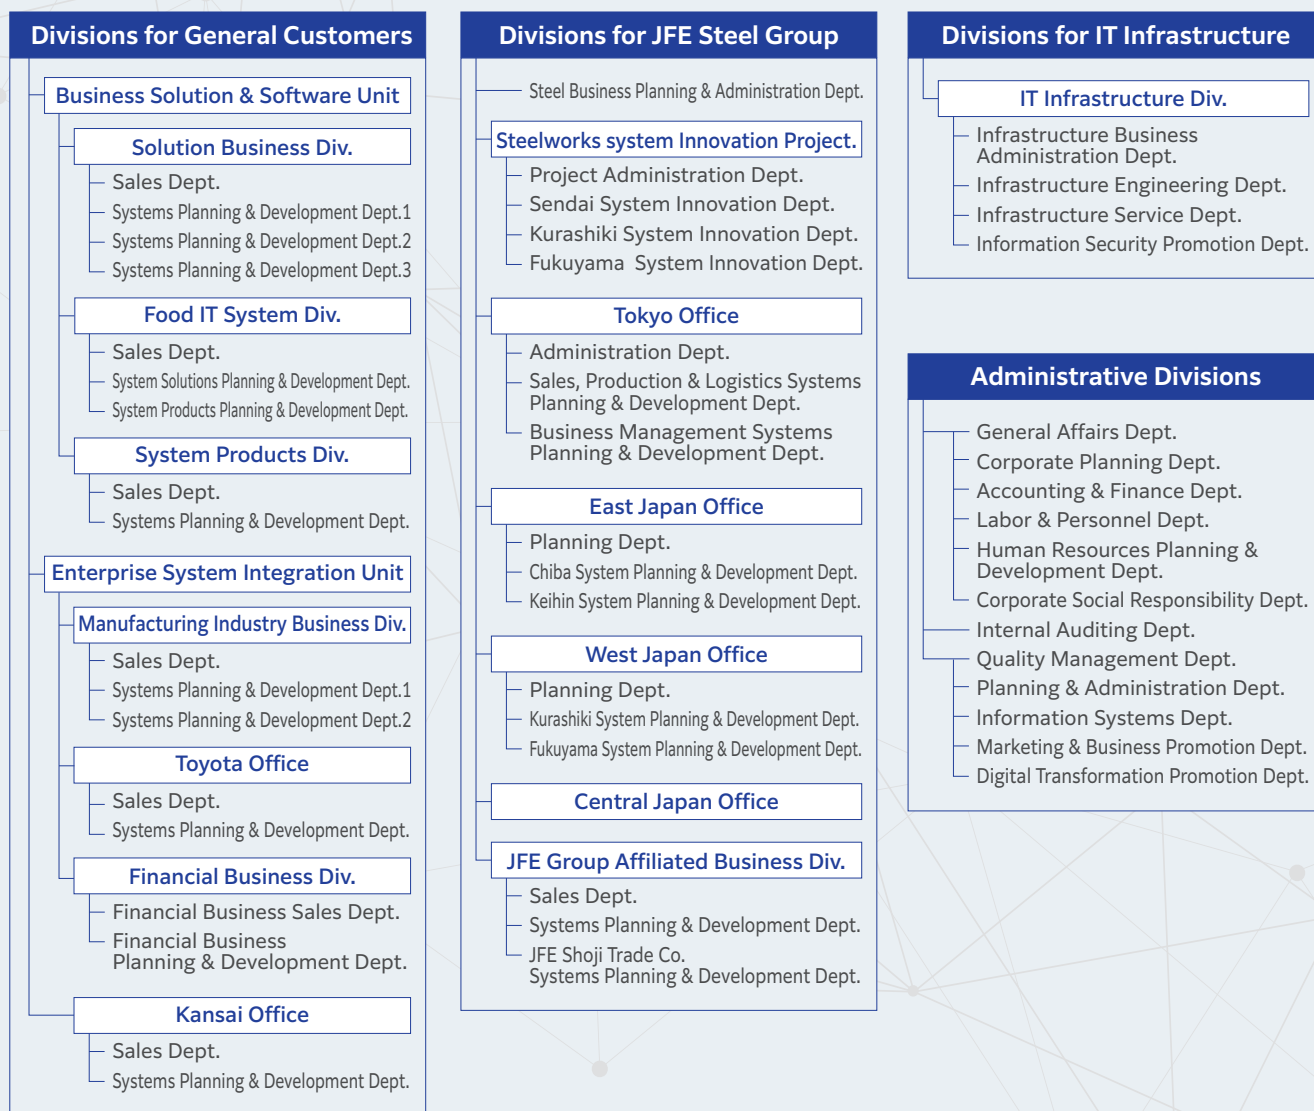 Divisions for General Customers
Business Solution & Software Unit
Solution Business Div.
Sales Dept.
Systems Planning & Development Dept.1
Systems Planning & Development Dept.2
Systems Planning & Development Dept.3
Food IT System Div.
Sales Dept.
System Solutions Planning & Development Dept.
System Products Planning & Development Dept.
System Products Div.
Sales Dept.
Systems Planning & Development Dept.
Enterprise System Integration Unit
Manufacturing Industry Business Div.
Sales Dept.
Systems Planning & Development Dept.1
Systems Planning & Development Dept.2
Toyota Office
Sales Dept.
Systems Planning & Development Dept.
Financial Business Div.
Financial Business Sales Dept.
Financial Business
Planning & Development Dept.
Kansai Office
Sales Dept.
Systems Planning & Development Dept.
Divisions for JFE Steel Group
Steel Business Planning & Administration Dept.
Steelworks system Innovation Project.
Project Administration Dept.
Sendai System Innovation Dept.
Kurashiki System Innovation Dept.
Fukuyama System Innovation Dept.
Tokyo Office
Administration Dept.
Sales, Production & Logistics Systems
Planning & Development Dept.
Business Management Systems
Planning & Development Dept.
East Japan Office
Planning Dept.
Chiba System Planning & Development Dept.
Keihin System Planning & Development Dept.
West Japan Office
Planning Dept.
Kurashiki System Planning & Development Dept.
Fukuyama System Planning & Development Dept.
Central Japan Office
JFE Group Affiliated Business Div.
Sales Dept.
Systems Planning & Development Dept.
JFE Shoji Trade Co.
Systems Planning & Development Dept.
Divisions for IT Infrastructure
IT Infrastructure Div.
Infrastructure Business
Administration Dept.
Infrastructure Engineering Dept.
Infrastructure Service Dept.
Information Security Promotion Dept.
Administrative Divisions
General Affairs Dept.
Corporate Planning Dept.
Accounting & Finance Dept.
Labor & Personnel Dept.
Human Resources Planning &
Development Dept.
Corporate Social Responsibility Dept.
Internal Auditing Dept.
Quality Management Dept.
Planning & Administration Dept.
Information Systems Dept.
Marketing & Business Promotion Dept.
Digital Transformation Promotion Dept.